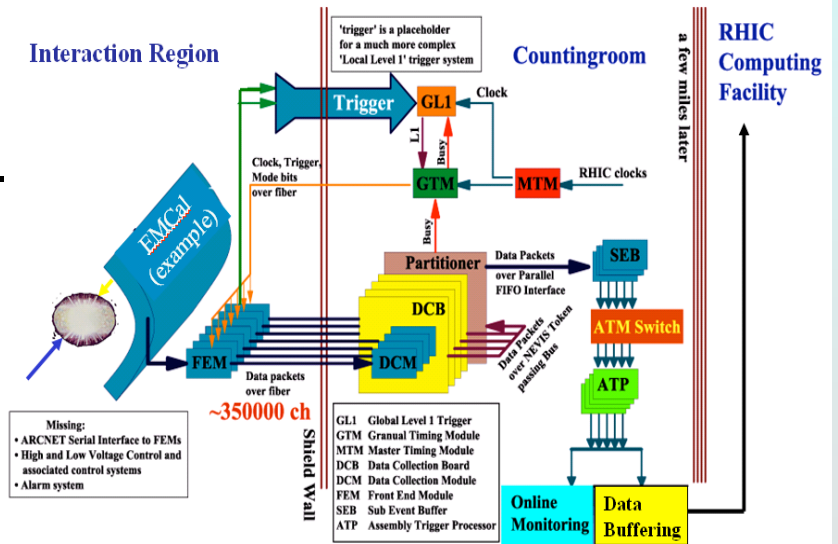 Interaction Region
'trigger' is a placeholder
for a much more complex
'Local Level 1' trigger system
Countingroom
a few miles later
RHIC
Computing
Facility
Trigger
GL1
Clock
L1
Busy
Clock, Trigger,
Mode bits
over fiber
GTM
MTM
RHIC clocks
EMCal
(example)
Busy
Partitioner
Data Packets
over Parallel
FIFO Interface
SEB
DCB
ATM Switch
Data Packets
over NEVIS Token
passing Bus
FEM
DCM
ATP
Data packets
over fiber
~350000 ch
Missing:
• ARCNET Serial Interface to FEMs
• High and Low Voltage Control and
associated control systems
• Alarm system
Shield Wall
GL1 Global Level 1 Trigger
GTM Granual Timing Module
MTM Master Timing Module
DCB Data Collection Board
DCM Data Collection Module
FEM Front End Module
SEB Sub Event Buffer
ATP Assembly Trigger Processor
Online
Monitoring
Data
Buffering